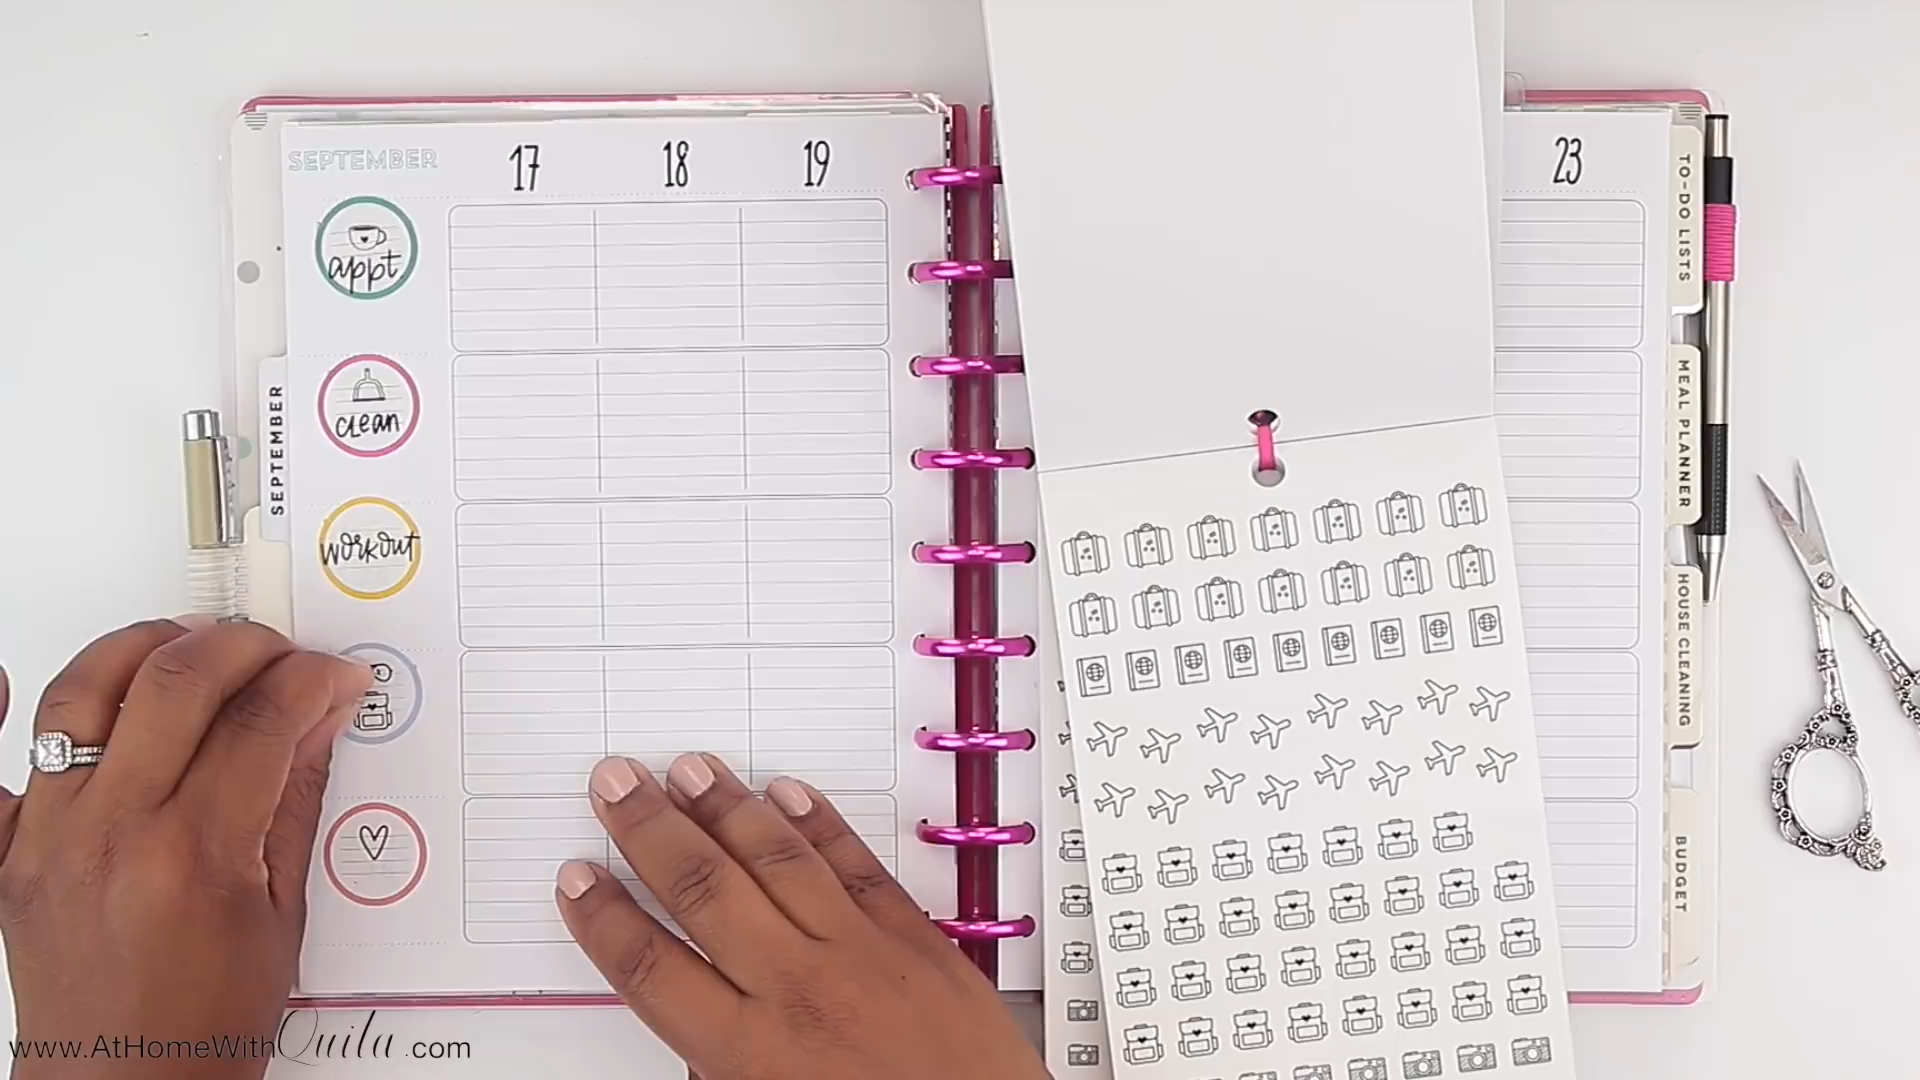 SEPTEMBER
17
18
19
23
appt
clean
workout
SEPTEMBER
TO-DO LISTS
MEAL PLANNER
HOUSE CLEANING
BUDGET
www.AtHomeWithQuila.com